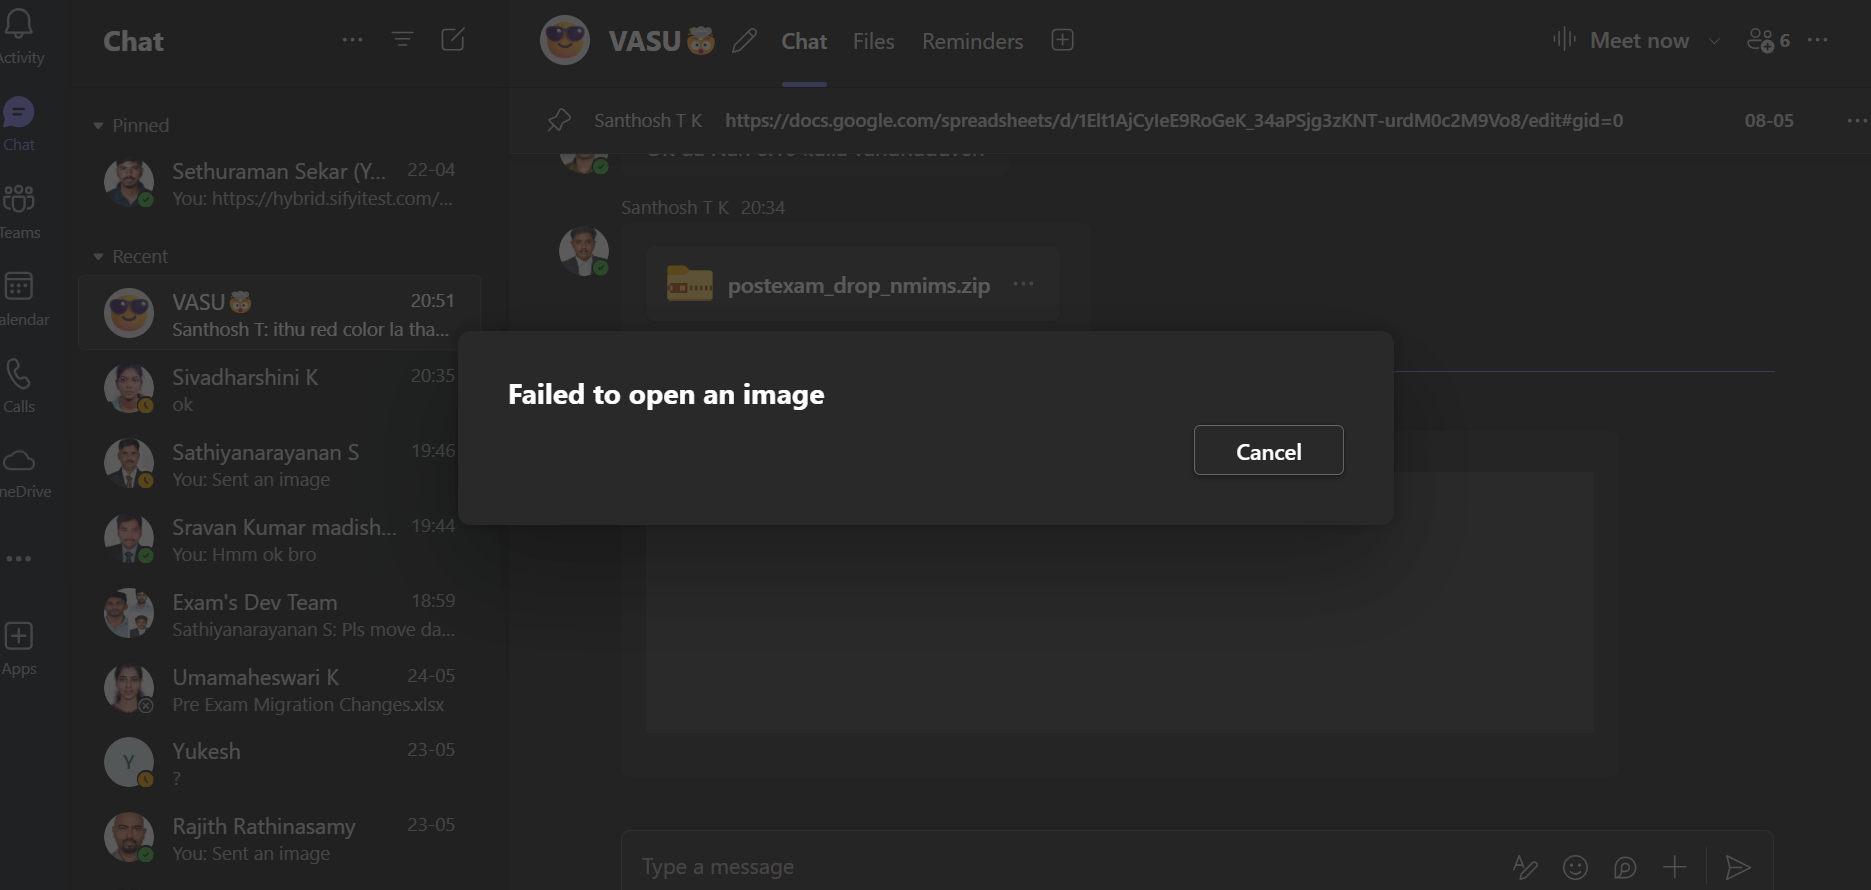 Activity
Chat
Teams
Calendar
Calls
OneDrive
Apps
Chat
Pinned
Sethuraman Sekar (Y... 22-04
You: https://hybrid.sifyitest.com/...
Recent
VASU🤯 20:51
Santhosh T: ithu red color la tha...
Sivadharshini K 20:35
ok
Sathiyanarayanan S 19:46
You: Sent an image
Sravan Kumar madish... 19:44
You: Hmm ok bro
Exam's Dev Team 18:59
Sathiyanarayanan S: Pls move da...
Umamaheswari K 24-05
Pre Exam Migration Changes.xlsx
Y
Yukesh 23-05
?
Rajith Rathinasamy 23-05
You: Sent an image
VASU🤯 Chat Files Reminders Meet now 6
Santhosh T K https://docs.google.com/spreadsheets/d/1Elt1AjCyIeE9RoGeK_34aPSjg3zKNT-urdM0c2M9Vo8/edit#gid=0 08-05
Santhosh T K 20:34
postexam_drop_nmims.zip
Failed to open an image
Cancel
Type a message